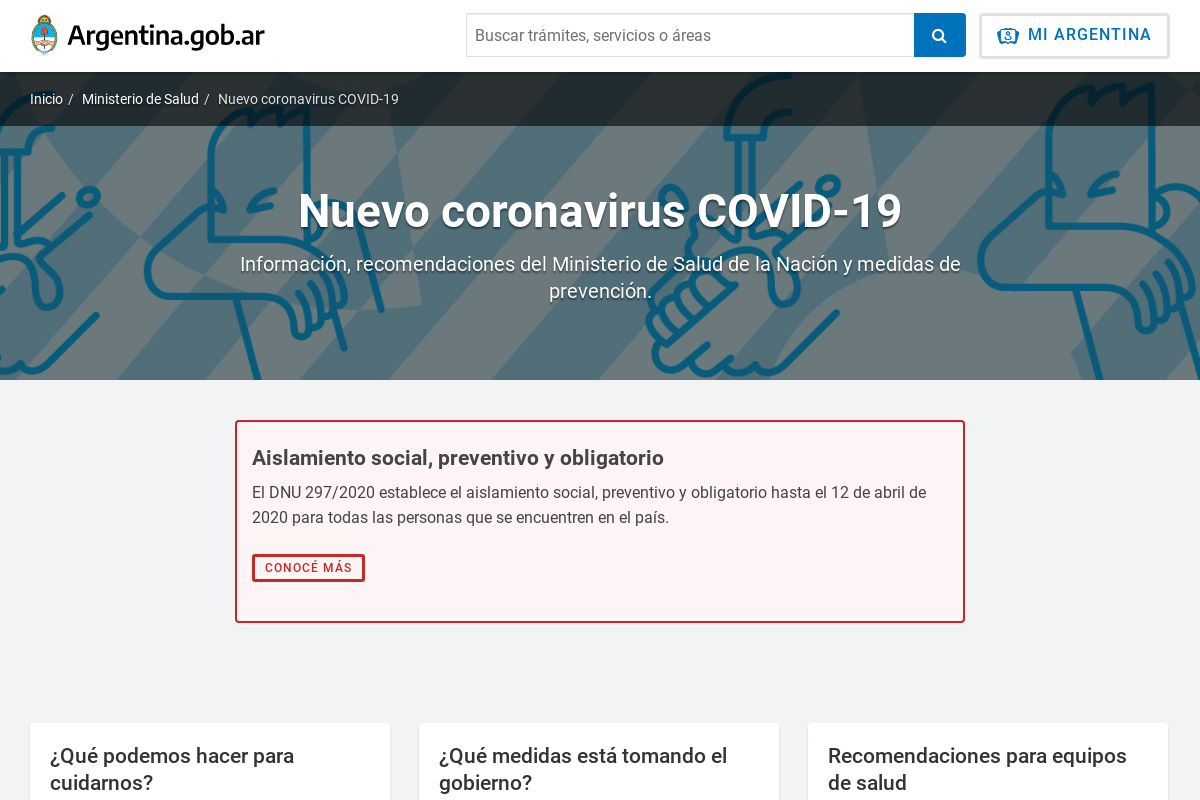 Argentina.gob.ar
Buscar trámites, servicios o áreas
MI ARGENTINA
Inicio / Ministerio de Salud / Nuevo coronavirus COVID-19
Nuevo coronavirus COVID-19
Información, recomendaciones del Ministerio de Salud de la Nación y medidas de
prevención.
Aislamiento social, preventivo y obligatorio
El DNU 297/2020 establece el aislamiento social, preventivo y obligatorio hasta el 12 de abril de
2020 para todas las personas que se encuentren en el país.
CONOCÉ MÁS
¿Qué podemos hacer para
cuidarnos?
¿Qué medidas está tomando el
gobierno?
Recomendaciones para equipos
de salud